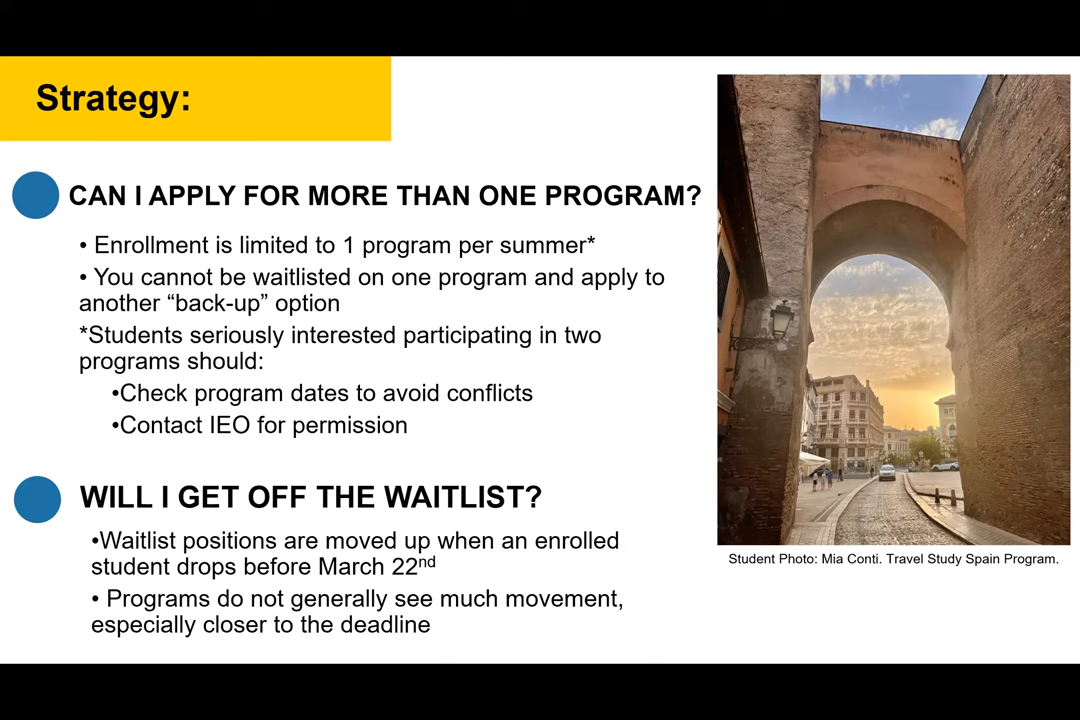 Strategy:
CAN I APPLY FOR MORE THAN ONE PROGRAM?
• Enrollment is limited to 1 program per summer*
• You cannot be waitlisted on one program and apply to
another “back-up” option
*Students seriously interested participating in two
programs should:
•Check program dates to avoid conflicts
•Contact IEO for permission
WILL I GET OFF THE WAITLIST?
•Waitlist positions are moved up when an enrolled
student drops before March 22nd
• Programs do not generally see much movement,
especially closer to the deadline
Student Photo: Mia Conti. Travel Study Spain Program.